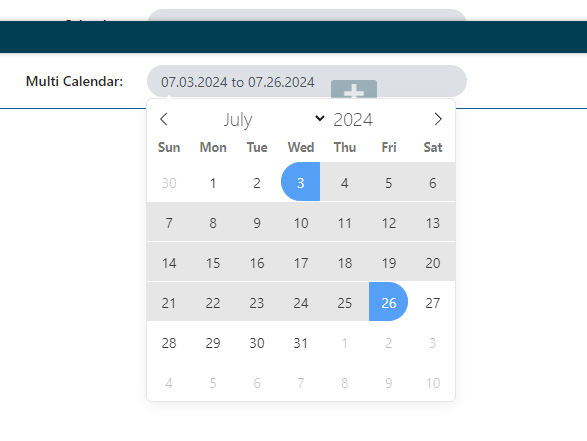 Multi Calendar: 07.03.2024 to 07.26.2024
July 2024
Sun Mon Tue Wed Thu Fri Sat
30 1 2 3 4 5 6
7 8 9 10 11 12 13
14 15 16 17 18 19 20
21 22 23 24 25 26 27
28 29 30 31 1 2 3
4 5 6 7 8 9 10